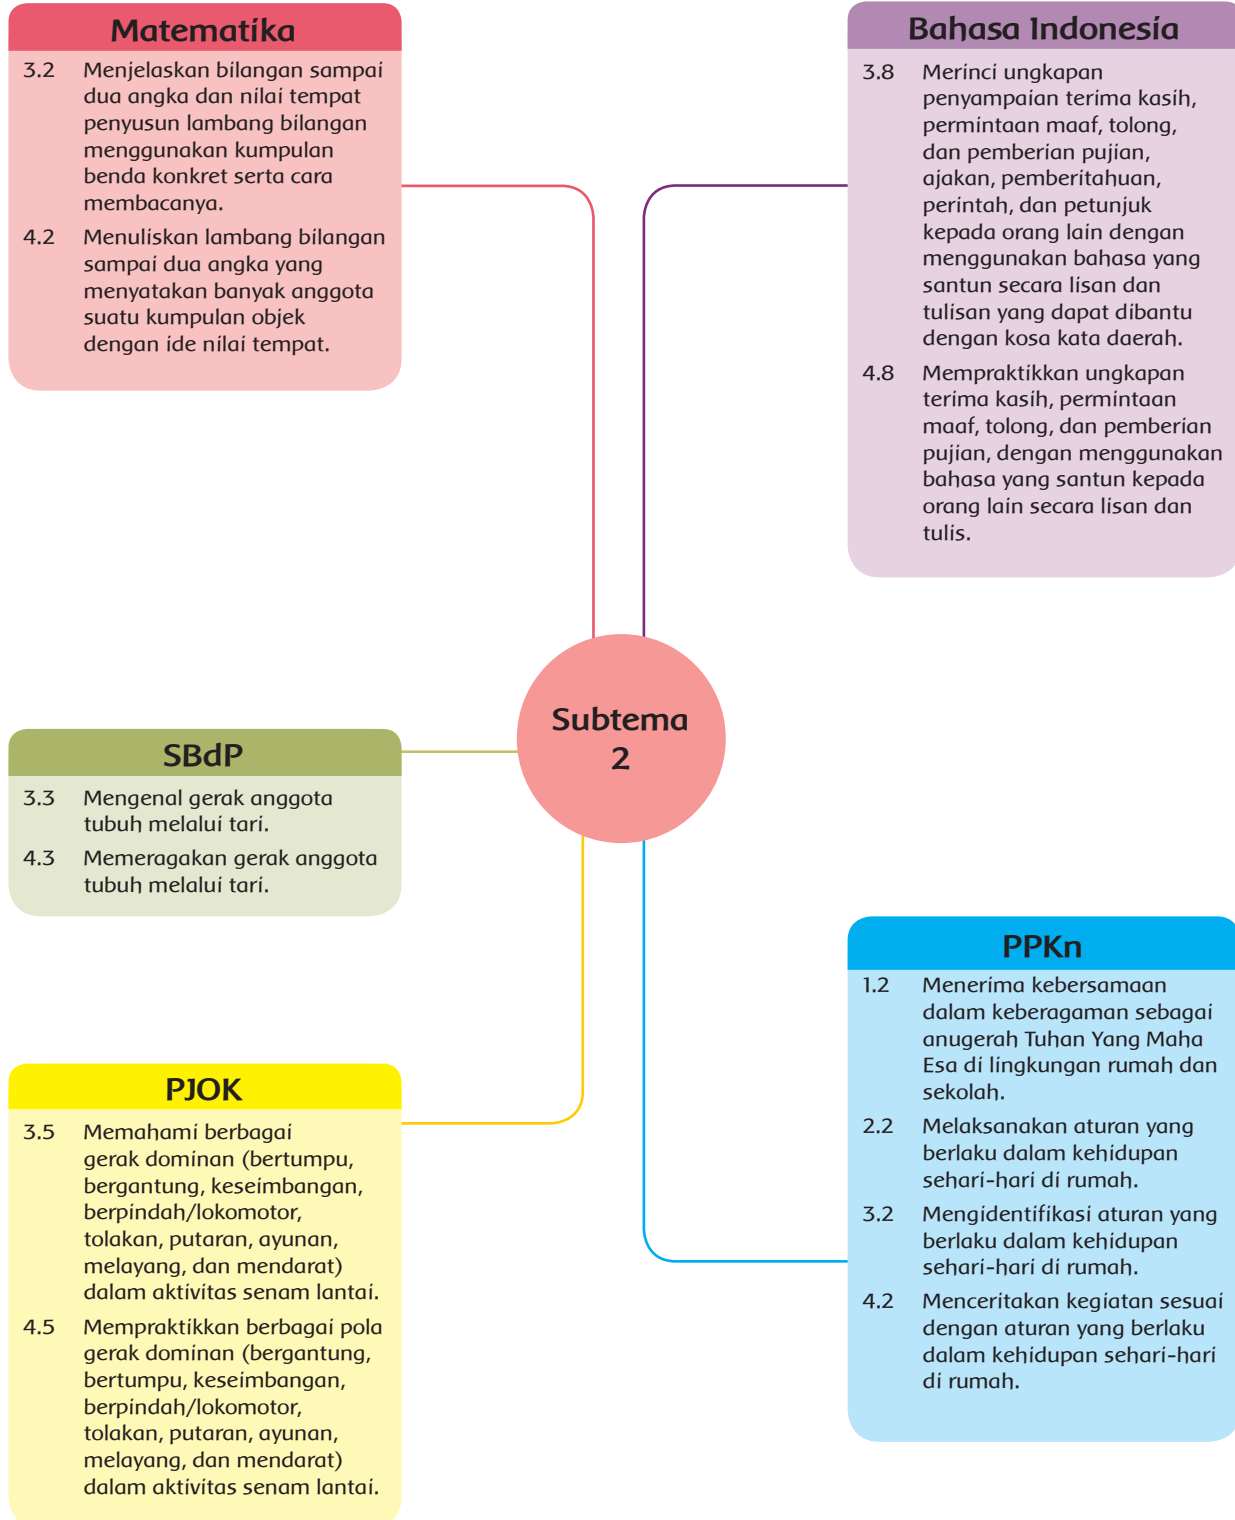 Matematika
3.2 Menjelaskan bilangan sampai
dua angka dan nilai tempat
penyusun lambang bilangan
menggunakan kumpulan
benda konkret serta cara
membacanya.
4.2 Menuliskan lambang bilangan
sampai dua angka yang
menyatakan banyak anggota
suatu kumpulan objek
dengan ide nilai tempat.
Bahasa Indonesia
3.8 Merinci ungkapan
penyampaian terima kasih,
permintaan maaf, tolong,
dan pemberian pujian,
ajakan, pemberitahuan,
perintah, dan petunjuk
kepada orang lain dengan
menggunakan bahasa yang
santun secara lisan dan
tulisan yang dapat dibantu
dengan kosa kata daerah.
4.8 Mempraktikkan ungkapan
terima kasih, permintaan
maaf, tolong, dan pemberian
pujian, dengan menggunakan
bahasa yang santun kepada
orang lain secara lisan dan
tulis.
Subtema
2
SBdP
3.3 Mengenal gerak anggota
tubuh melalui tari.
4.3 Memeragakan gerak anggota
tubuh melalui tari.
PJOK
3.5 Memahami berbagai
gerak dominan (bertumpu,
bergantung, keseimbangan,
berpindah/lokomotor,
tolakan, putaran, ayunan,
melayang, dan mendarat)
dalam aktivitas senam lantai.
4.5 Mempraktikkan berbagai pola
gerak dominan (bergantung,
bertumpu, keseimbangan,
berpindah/lokomotor,
tolakan, putaran, ayunan,
melayang, dan mendarat)
dalam aktivitas senam lantai.
PPKn
1.2 Menerima kebersamaan
dalam keberagaman sebagai
anugerah Tuhan Yang Maha
Esa di lingkungan rumah dan
sekolah.
2.2 Melaksanakan aturan yang
berlaku dalam kehidupan
sehari-hari di rumah.
3.2 Mengidentifikasi aturan yang
berlaku dalam kehidupan
sehari-hari di rumah.
4.2 Menceritakan kegiatan sesuai
dengan aturan yang berlaku
dalam kehidupan sehari-hari
di rumah.